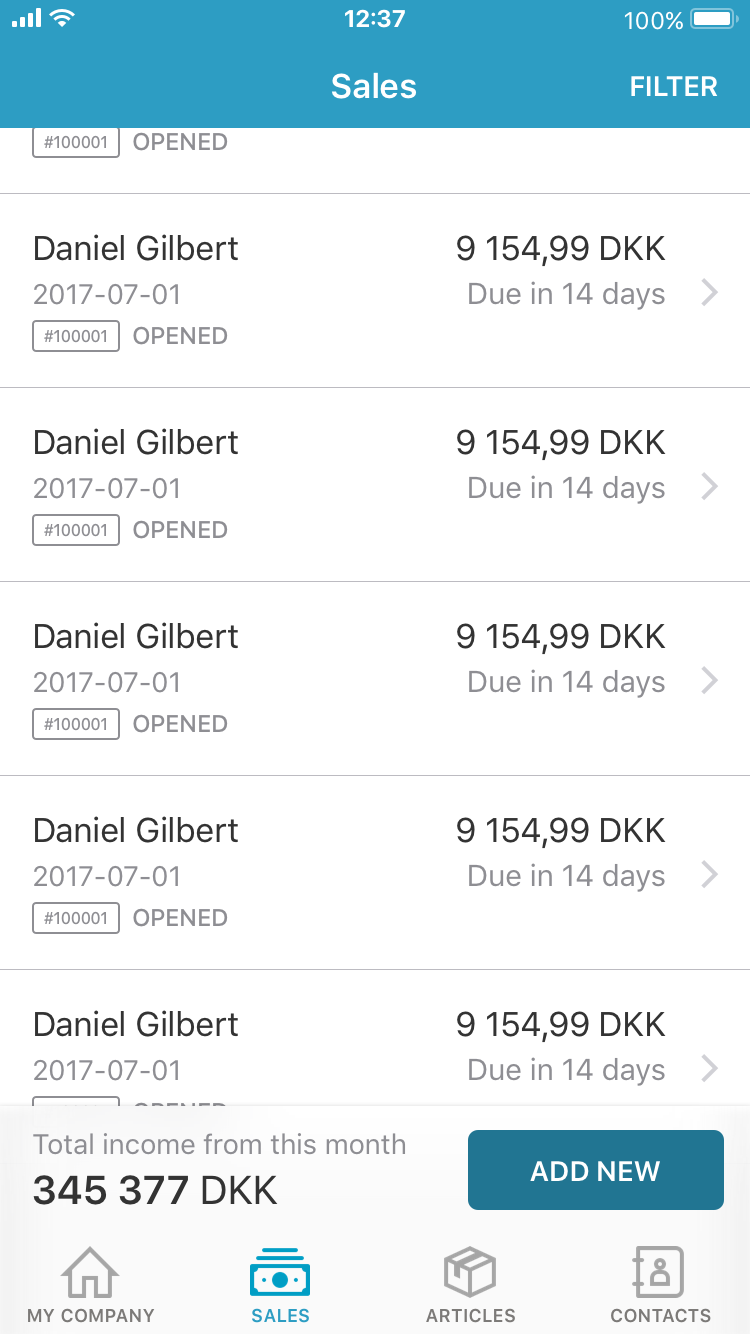 12:37
100%
Sales FILTER
#100001 OPENED
Daniel Gilbert 9 154,99 DKK
2017-07-01 Due in 14 days
#100001 OPENED
Daniel Gilbert 9 154,99 DKK
2017-07-01 Due in 14 days
#100001 OPENED
Daniel Gilbert 9 154,99 DKK
2017-07-01 Due in 14 days
#100001 OPENED
Daniel Gilbert 9 154,99 DKK
2017-07-01 Due in 14 days
#100001 OPENED
Daniel Gilbert 9 154,99 DKK
2017-07-01 Due in 14 days
OPENED
Total income from this month
345 377 DKK
ADD NEW
MY COMPANY SALES ARTICLES CONTACTS